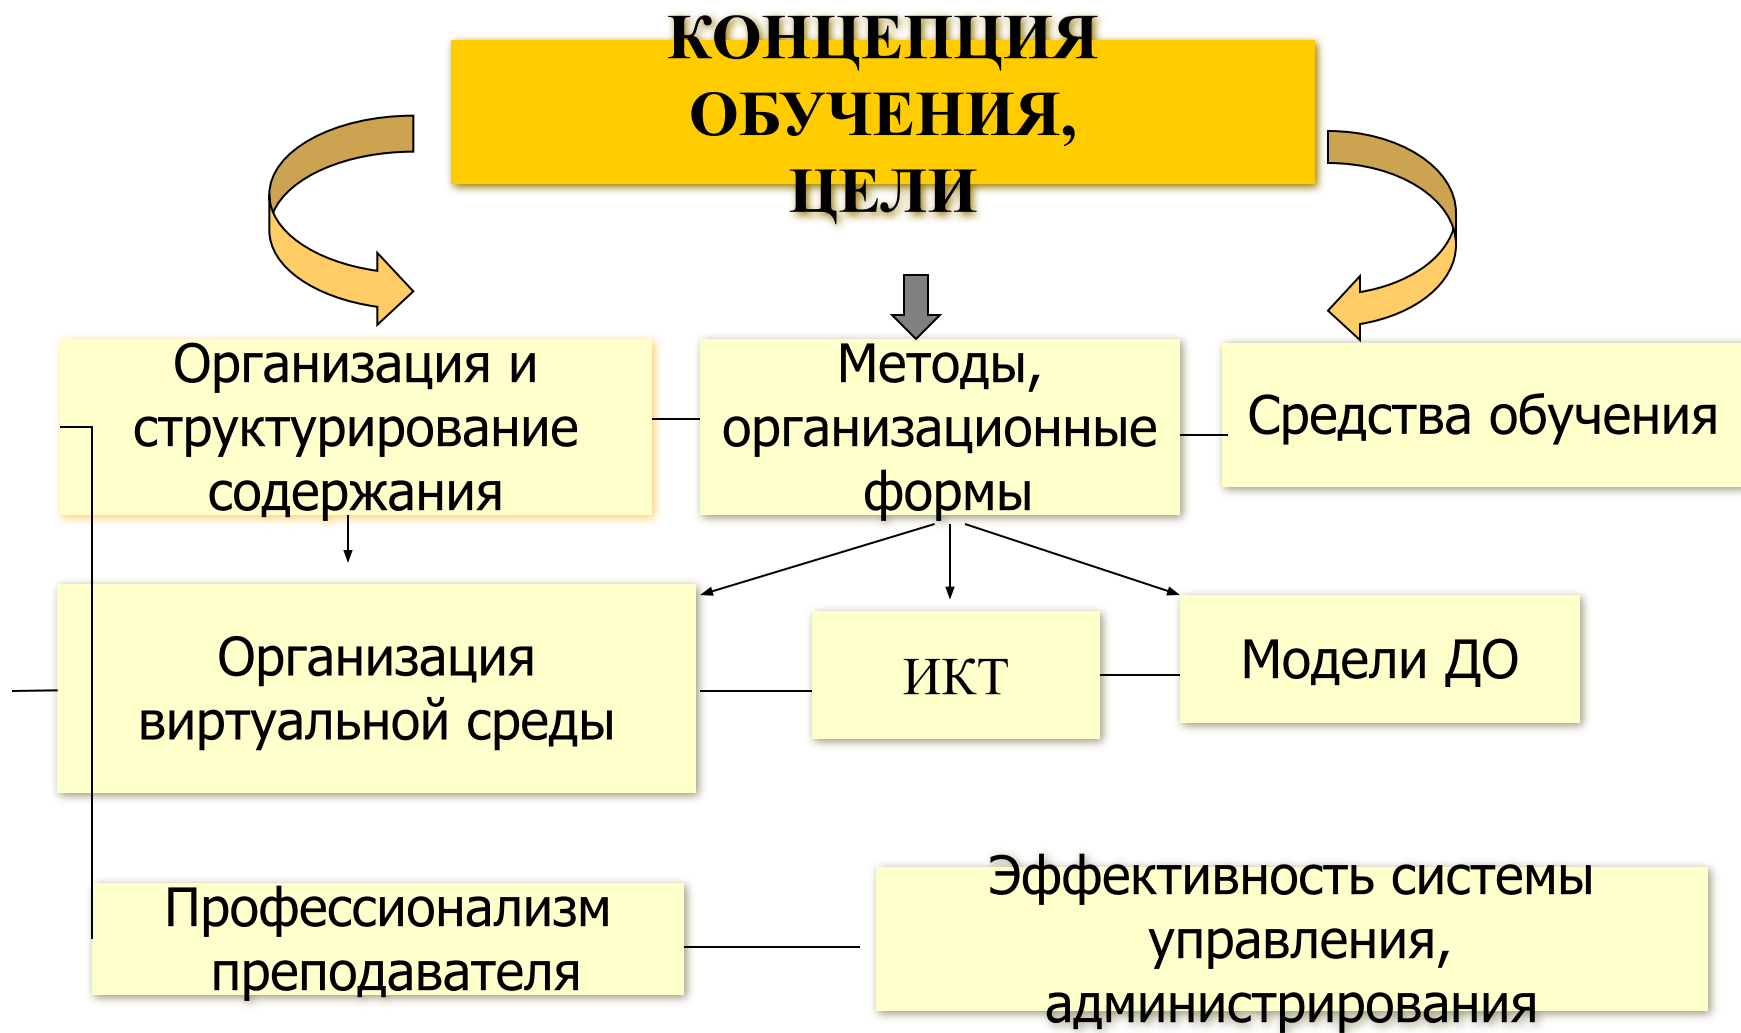 КОНЦЕПЦИЯ
ОБУЧЕНИЯ,
ЦЕЛИ
Организация и
структурирование
содержания
Методы,
организационные
формы
Средства обучения
Организация
виртуальной среды
ИКТ
Модели ДО
Профессионализм
преподавателя
Эффективность системы
управления,
администрирования